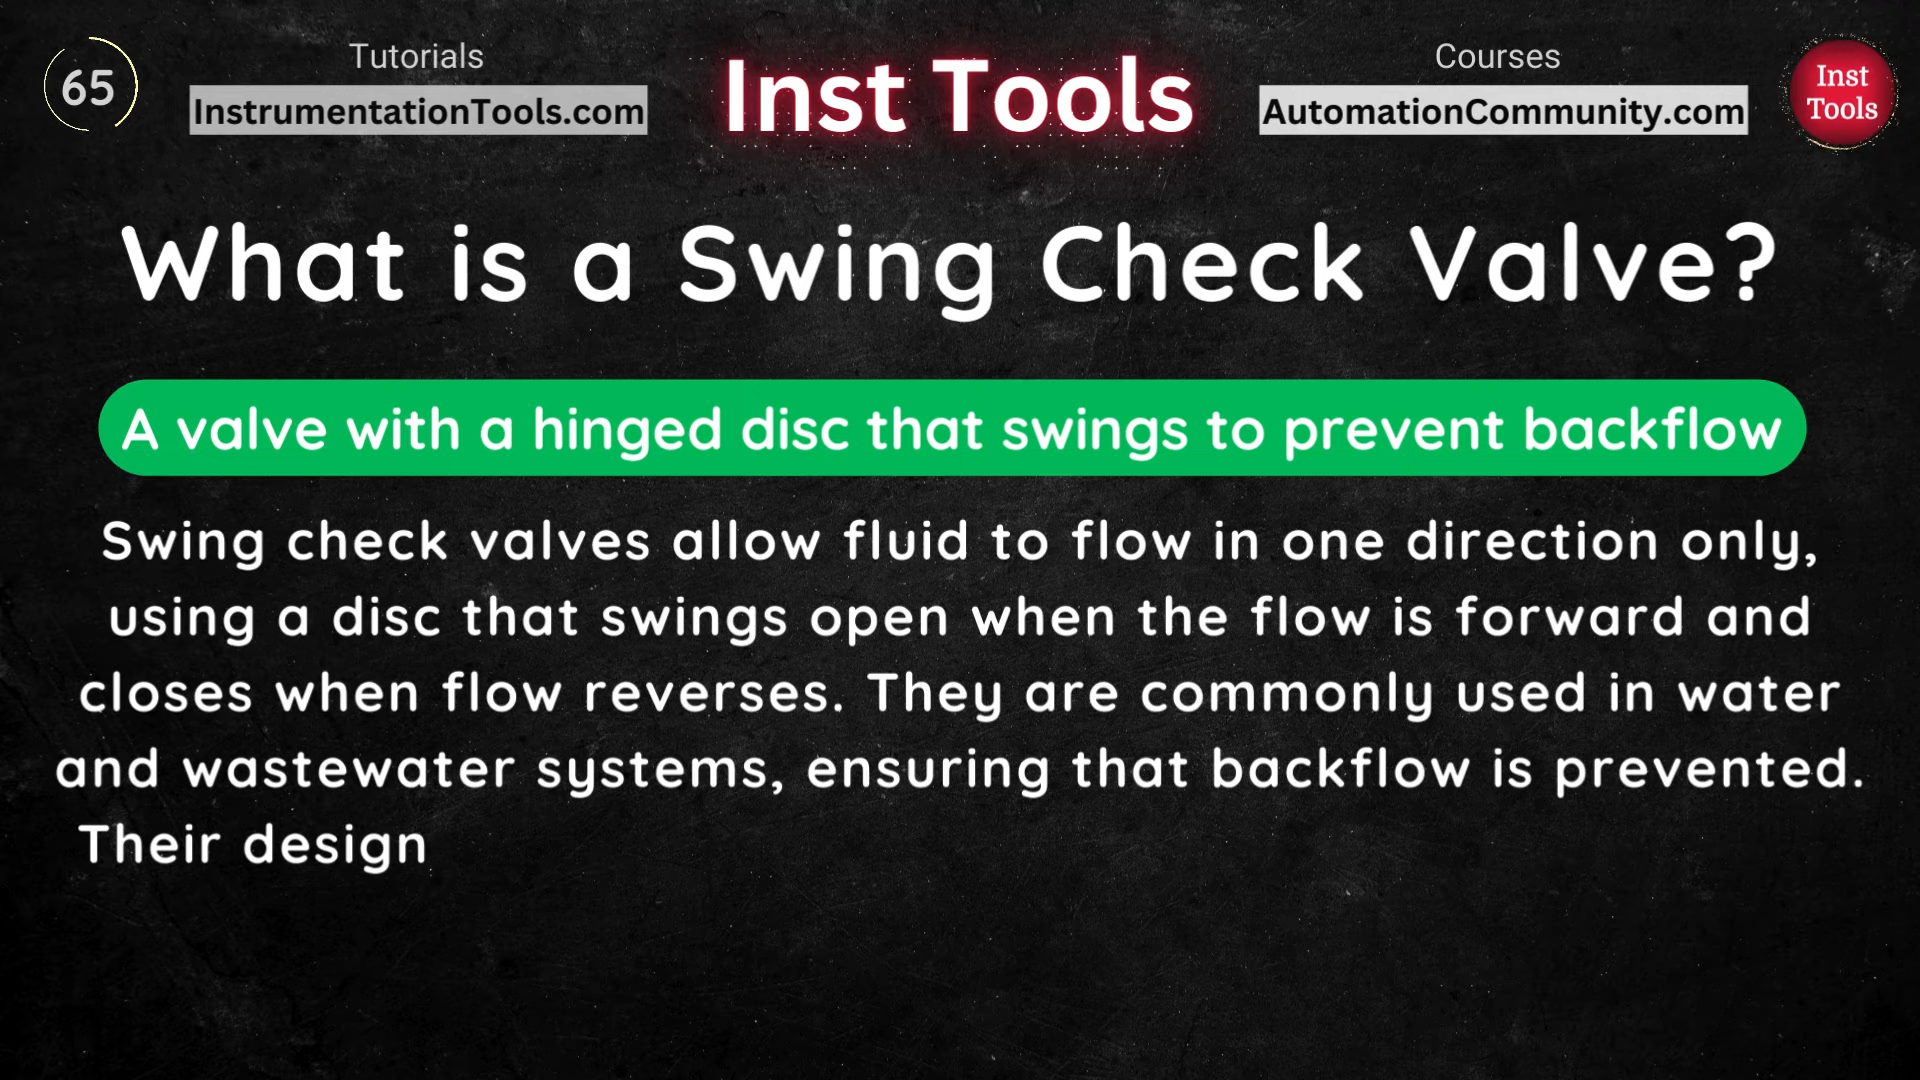 65
Tutorials
InstrumentationTools.com
Inst Tools
Courses
AutomationCommunity.com
Inst
Tools
What is a Swing Check Valve?
A valve with a hinged disc that swings to prevent backflow
Swing check valves allow fluid to flow in one direction only,
using a disc that swings open when the flow is forward and
closes when flow reverses. They are commonly used in water
and wastewater systems, ensuring that backflow is prevented.
Their design